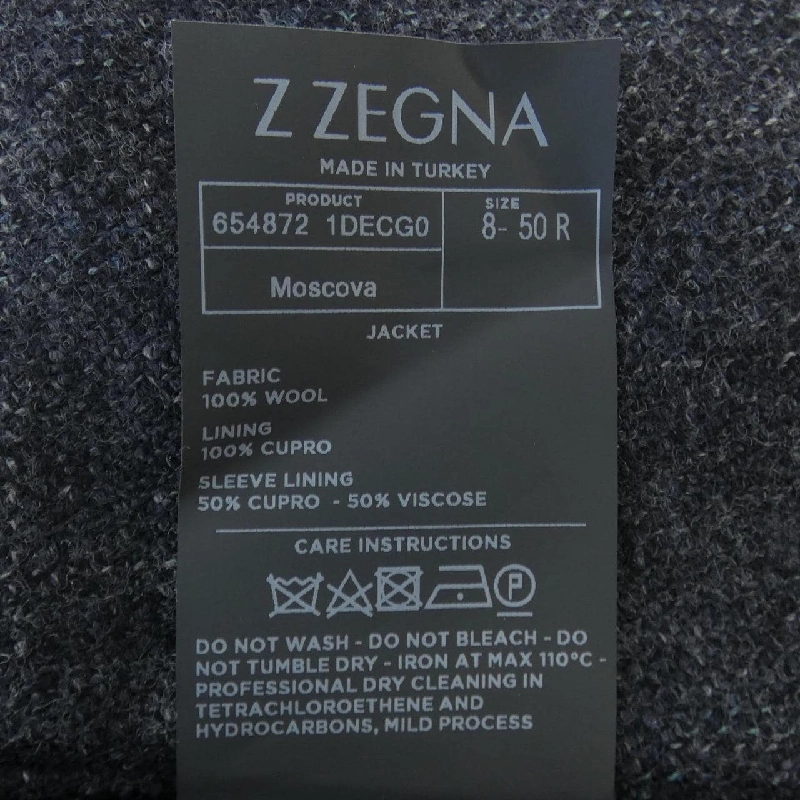 Z ZEGNA
MADE IN TURKEY
PRODUCT
654872 1DECG0
SIZE
8- 50 R
Moscova
JACKET
FABRIC
100% WOOL
LINING
100% CUPRO
SLEEVE LINING
50% CUPRO - 50% VISCOSE
CARE INSTRUCTIONS
P
DO NOT WASH - DO NOT BLEACH - DO
NOT TUMBLE DRY - IRON AT MAX 110°C -
PROFESSIONAL DRY CLEANING IN
TETRACHLOROETHENE AND
HYDROCARBONS, MILD PROCESS